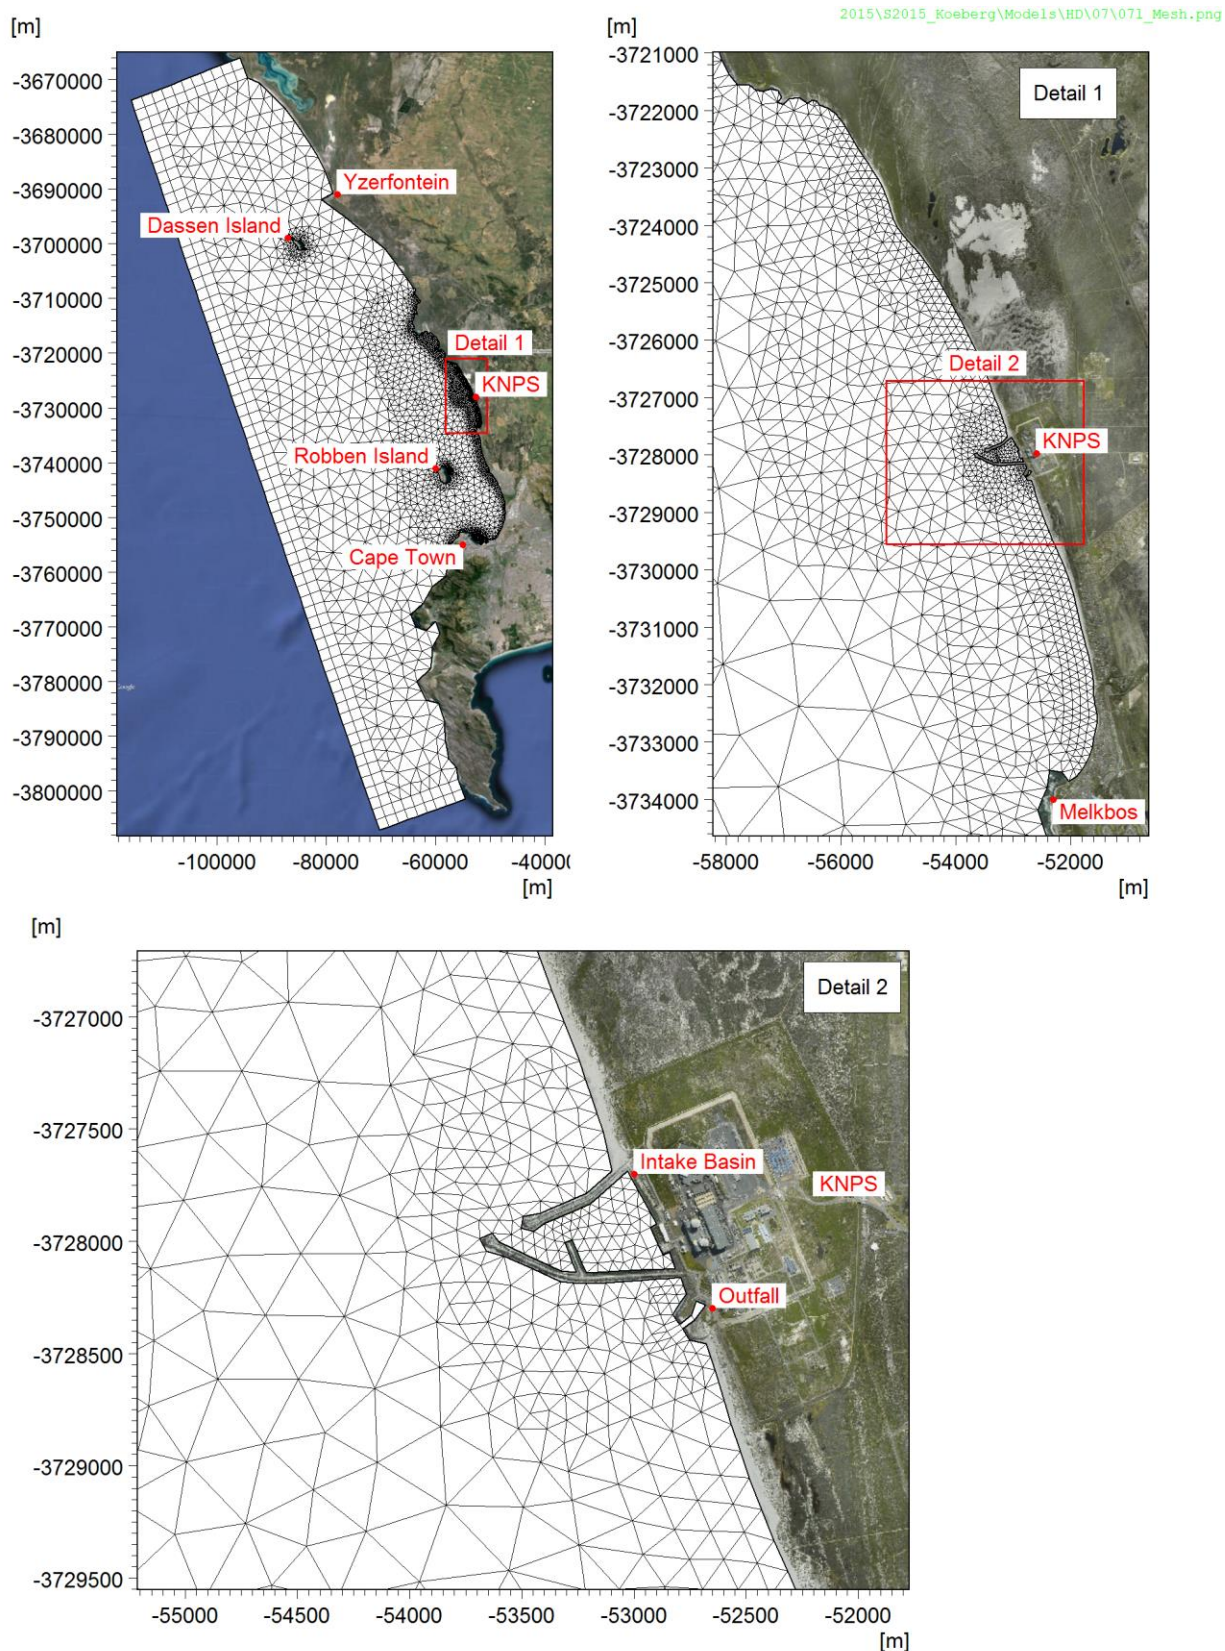 2015\S2015_Koeberg\Models\HD\07\071_Mesh.png
[m]
-3670000
-3680000
-3690000
-3700000
-3710000
-3720000
-3730000
-3740000
-3750000
-3760000
-3770000
-3780000
-3790000
-3800000
Yzerfontein
Dassen Island
Detail 1
KNPS
Robben Island
Cape Town
Google
-100000
-80000
-60000
-40000
[m]
[m]
-3721000
-3722000
-3723000
-3724000
-3725000
-3726000
-3727000
-3728000
-3729000
-3730000
-3731000
-3732000
-3733000
-3734000
Detail 1
Detail 2
KNPS
Melkbos
-58000
-56000
-54000
-52000
[m]
[m]
-3727000
-3727500
-3728000
-3728500
-3729000
-3729500
Detail 2
Intake Basin
KNPS
Outfall
-55000
-54500
-54000
-53500
-53000
-52500
-52000
[m]